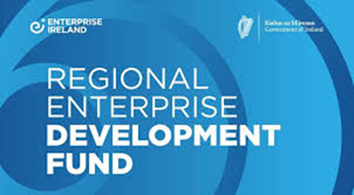 ENTERPRISE
IRELAND
Rialtas na hÉireann
Government of Ireland
REGIONAL
ENTERPRISE
DEVELOPMENT
FUND